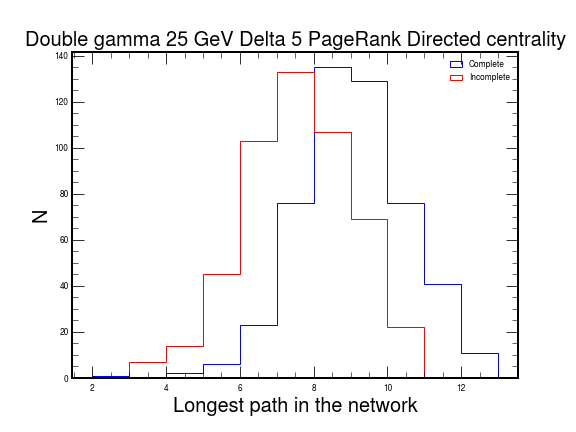 Double gamma 25 GeV Delta 5 PageRank Directed centrality
Complete
Incomplete
N
140
120
100
80
60
40
20
0
2 4 6 8 10 12
Longest path in the network